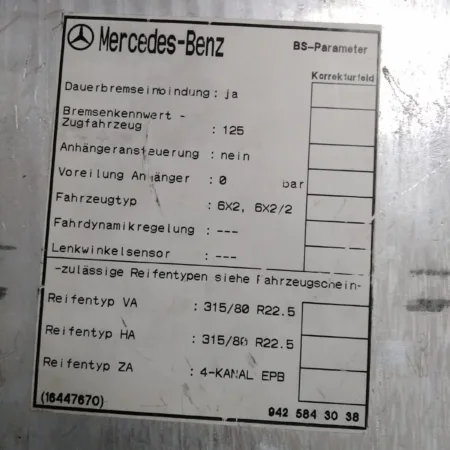 Mercedes-Benz
BS-Parameter
Korrekturfeld
Dauerbremseinbindung : ja
Bremsenkennwert -
Zugfahrzeug : 125
Anhängeransteuerung : nein
Voreilung Anhänger : 0 bar
Fahrzeugtyp : 6X2, 6X2/2
Fahrdynamikregelung : ---
Lenkwinkelsensor : ---
-zulässige Reifentypen siehe Fahrzeugschein-
Reifentyp VA : 315/80 R22.5
Reifentyp HA : 315/80 R22.5
Reifentyp ZA : 4-KANAL EPB
(16447670)
942 584 30 38